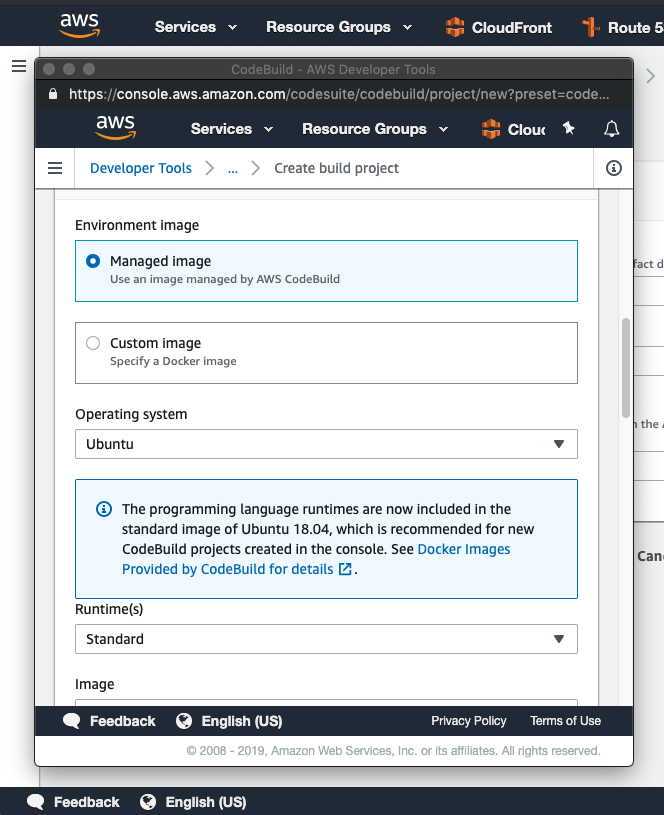 aws Services Resource Groups CloudFront Route 5
CodeBuild - AWS Developer Tools
https://console.aws.amazon.com/codesuite/codebuild/project/new?preset=code...
aws Services Resource Groups Clou
Developer Tools ... Create build project
Environment image
Managed image
Use an image managed by AWS CodeBuild
fact d
Custom image
Specify a Docker image
Operating system
n the A
Ubuntu
The programming language runtimes are now included in the
standard image of Ubuntu 18.04, which is recommended for new
CodeBuild projects created in the console. See Docker Images
Provided by CodeBuild for details .
Canc
Runtime(s)
Standard
Image
Feedback English (US) Privacy Policy Terms of Use
© 2008 - 2019, Amazon Web Services, Inc. or its affiliates. All rights reserved.
Feedback English (US)